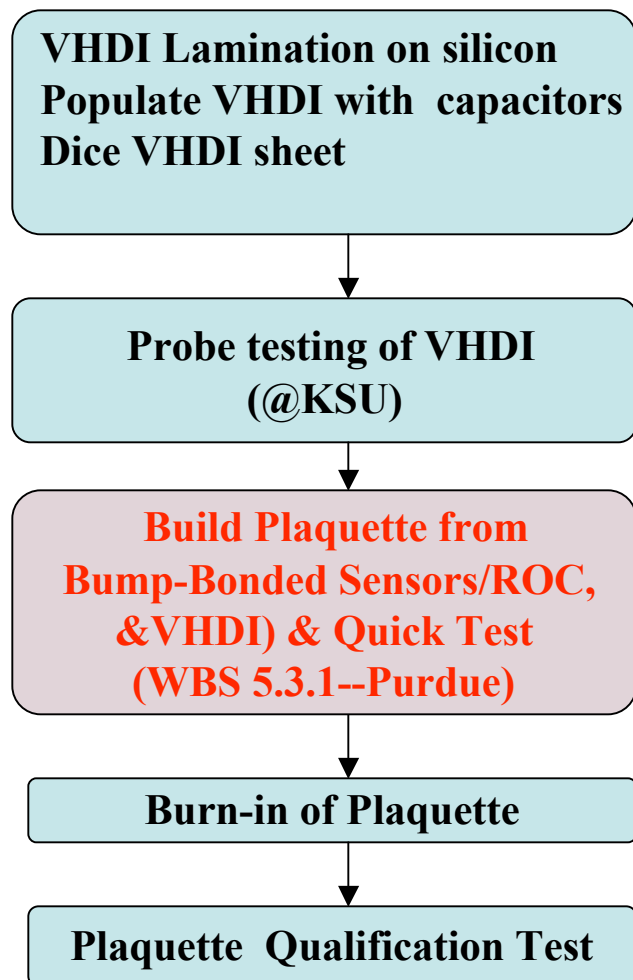 VHDI Lamination on silicon
Populate VHDI with  capacitors
Dice VHDI sheet
Probe testing of VHDI
(@KSU)
Build Plaquette from
Bump-Bonded Sensors/ROC,
&VHDI) & Quick Test
(WBS 5.3.1--Purdue)
Burn-in of Plaquette
Plaquette  Qualification Test